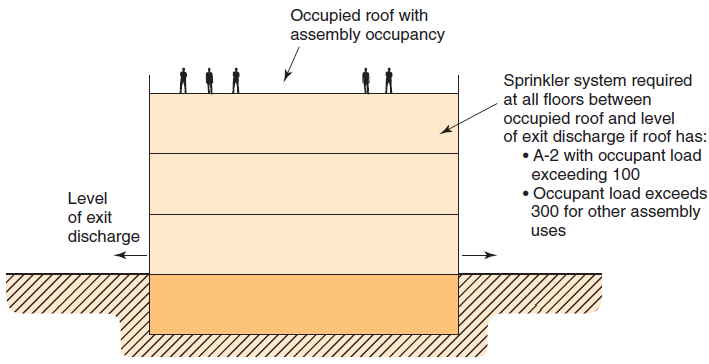 Occupied roof with
assembly occupancy
Sprinkler system required
at all floors between
occupied roof and level
of exit discharge if roof has:
• A-2 with occupant load
exceeding 100
• Occupant load exceeds
300 for other assembly
uses
Level
of exit
discharge